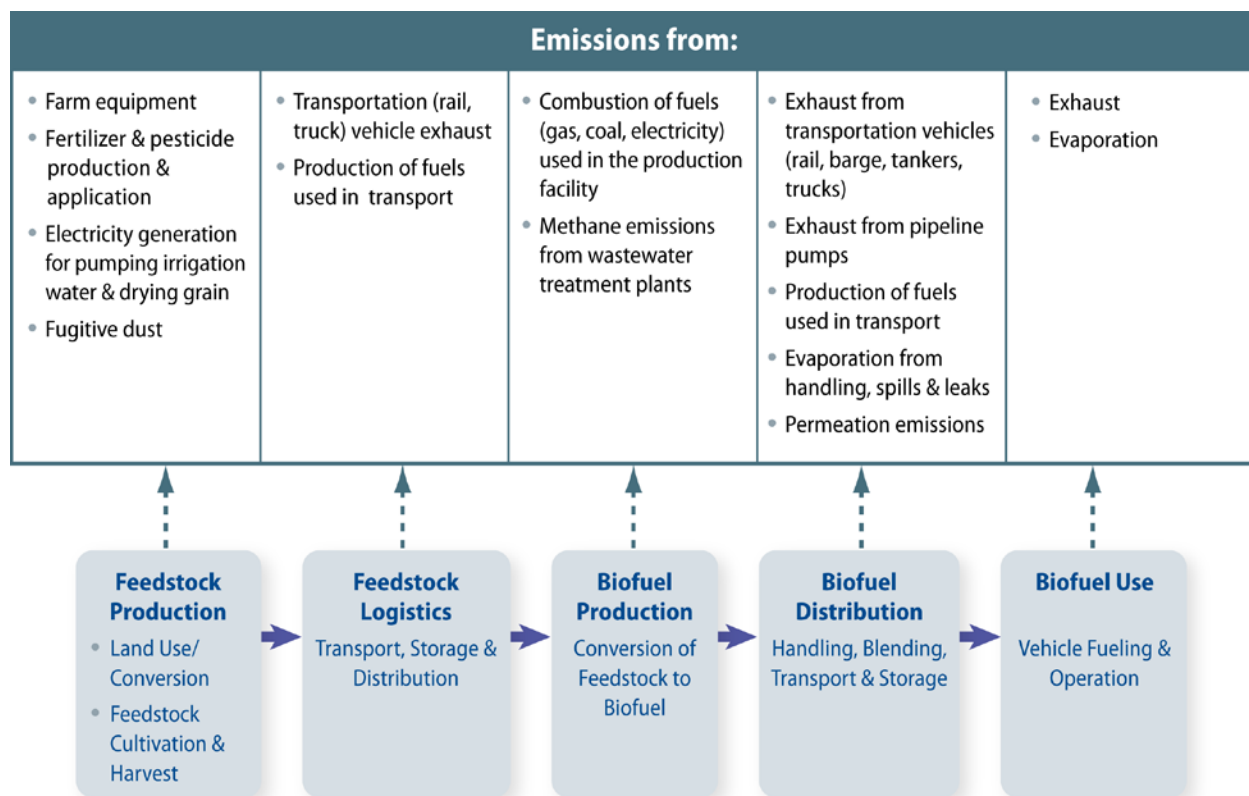 Emissions from:
• Farm equipment
• Fertilizer & pesticide
production &
application
• Electricity generation
for pumping irrigation
water & drying grain
• Fugitive dust
• Transportation (rail,
truck) vehicle exhaust
• Production of fuels
used in transport
• Combustion of fuels
(gas, coal, electricity)
used in the production
facility
• Methane emissions
from wastewater
treatment plants
• Exhaust from
transportation vehicles
(rail, barge, tankers,
trucks)
• Exhaust from pipeline
pumps
• Production of fuels
used in transport
• Evaporation from
handling, spills & leaks
• Permeation emissions
• Exhaust
• Evaporation
Feedstock
Production
• Land Use/
Conversion
• Feedstock
Cultivation &
Harvest
Feedstock
Logistics
Transport, Storage &
Distribution
Biofuel
Production
Conversion of
Feedstock to
Biofuel
Biofuel
Distribution
Handling, Blending,
Transport & Storage
Biofuel Use
Vehicle Fueling &
Operation